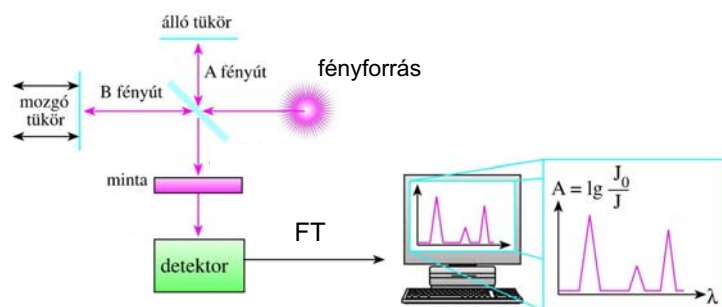 álló tükör
A fényút
fényforrás
B fényút
mozgó
tükör
minta
detektor
FT
A = lg J₀/J
λ